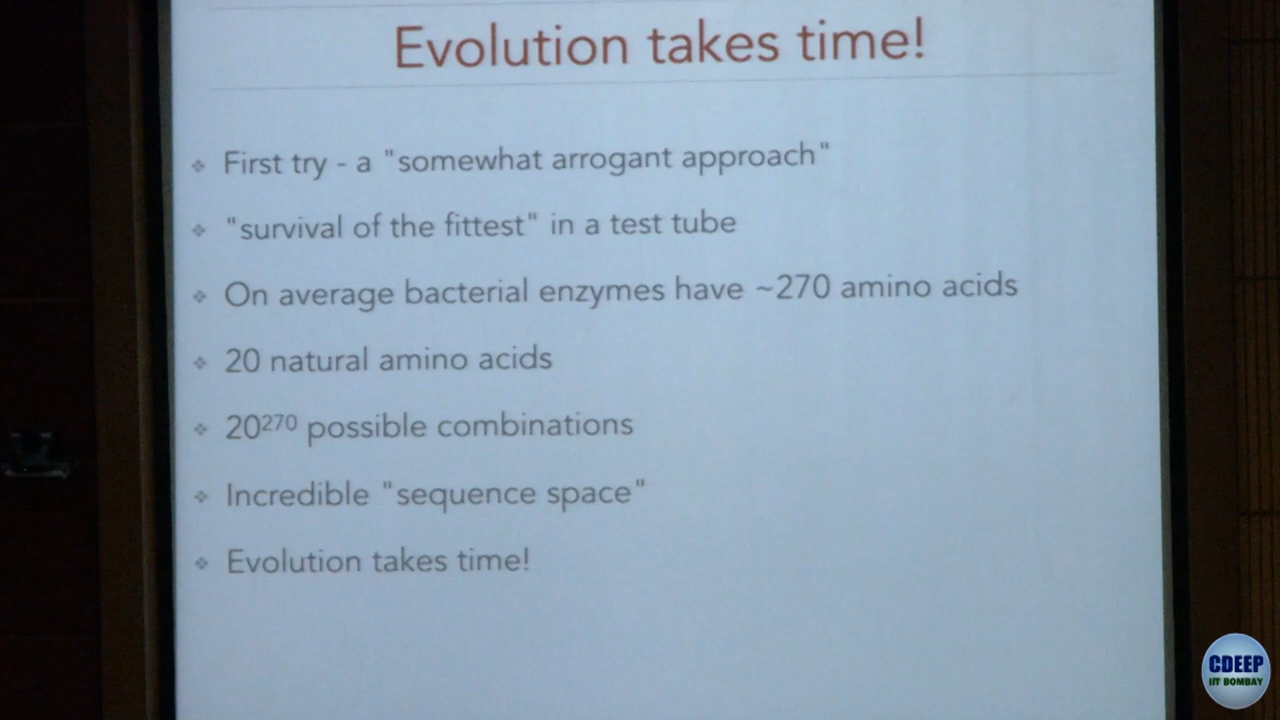 Evolution takes time!
❖ First try - a "somewhat arrogant approach"
❖ "survival of the fittest" in a test tube
❖ On average bacterial enzymes have ~270 amino acids
❖ 20 natural amino acids
❖ 20²⁷⁰ possible combinations
❖ Incredible "sequence space"
❖ Evolution takes time!
CDEEP
IIT BOMBAY